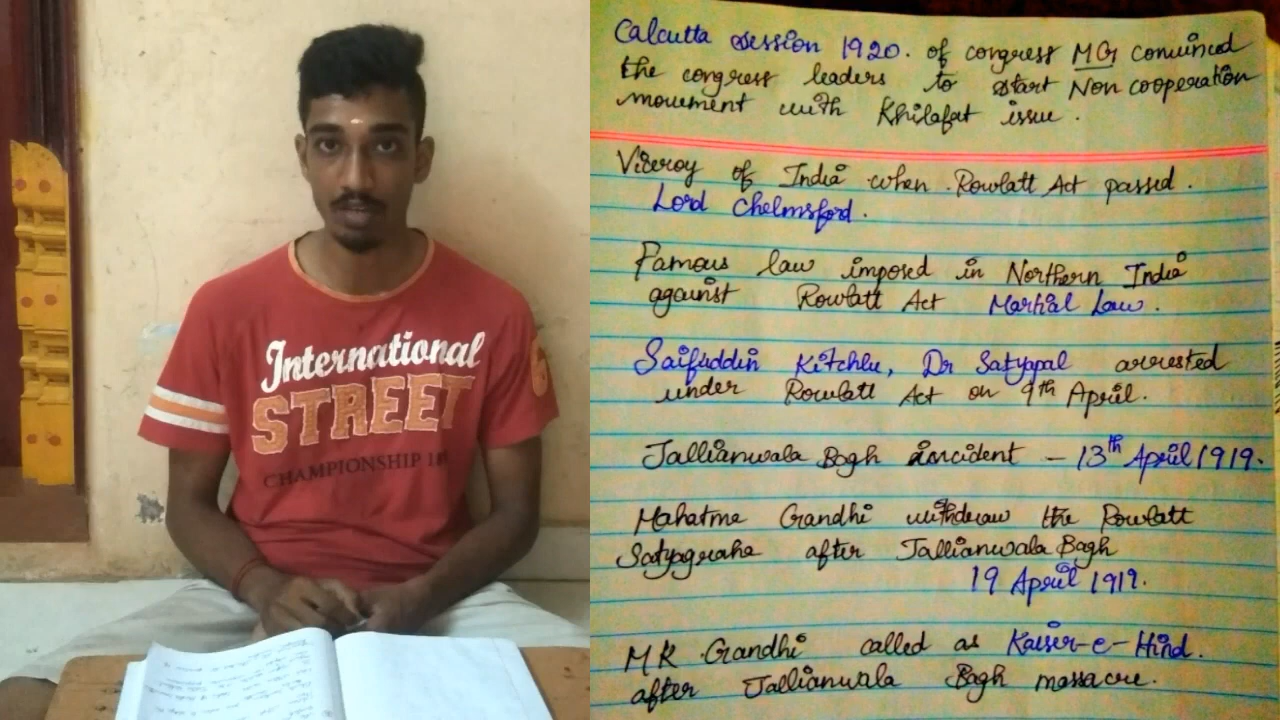 International
STREET
CHAMPIONSHIP
Calcutta session 1920. of congress MG convinced
the congress leaders to start Non cooperation
movement with Khilafat issue.
Viceroy of India when Rowlatt Act passed.
Lord Chelmsford.
Famous law imposed in Northern India
against Rowlatt Act Martial Law.
Saifuddin Kitchlu, Dr Satyapal arrested
under Rowlatt Act on 9th April.
Jallianwala Bagh incident - 13th April 1919.
Mahatma Gandhi withdraw the Rowlatt
Satyagraha after Jallianwala Bagh
19 April 1919.
MK Gandhi called as Kaiser-e-Hind.
after Jallianwala Bagh massacre.